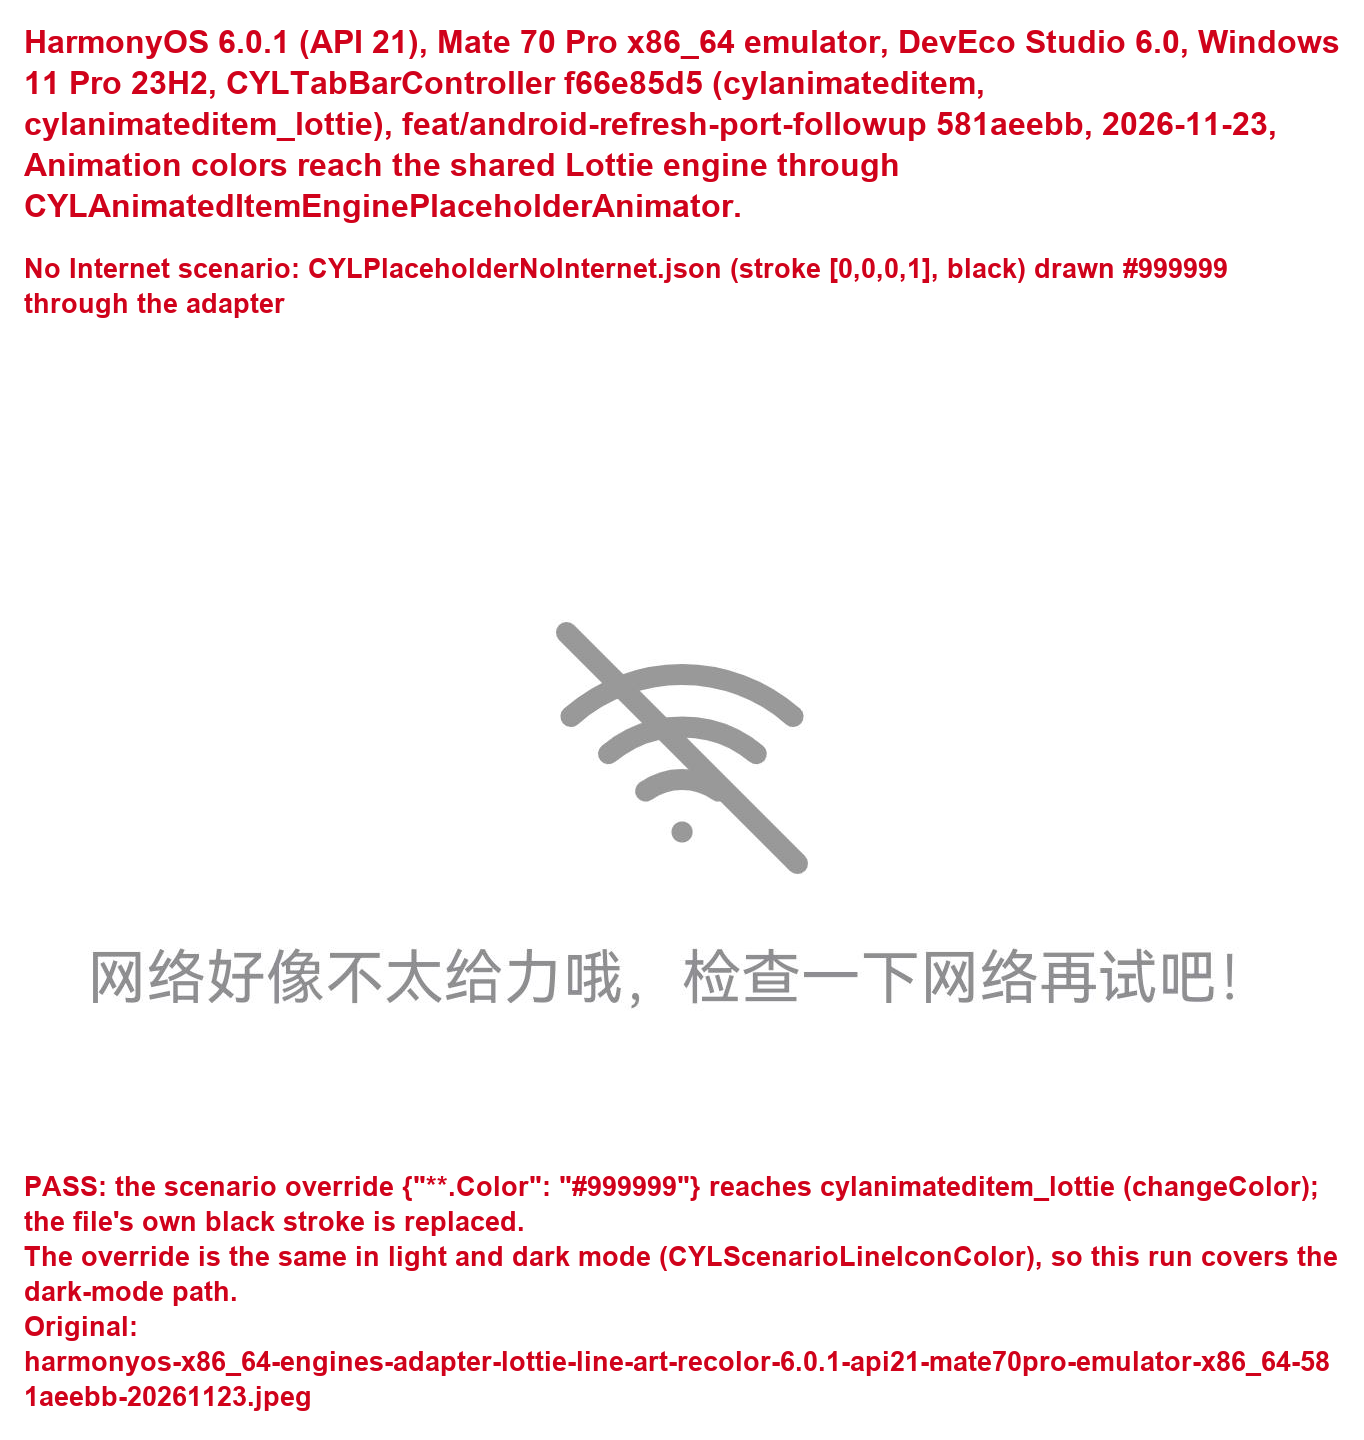 HarmonyOS 6.0.1 (API 21), Mate 70 Pro x86_64 emulator, DevEco Studio 6.0, Windows
11 Pro 23H2, CYLTabBarController f66e85d5 (cylanimateditem,
cylanimateditem_lottie), feat/android-refresh-port-followup 581aeebb, 2026-11-23,
Animation colors reach the shared Lottie engine through
CYLAnimatedItemEnginePlaceholderAnimator.
No Internet scenario: CYLPlaceholderNoInternet.json (stroke [0,0,0,1], black) drawn #999999
through the adapter
网络好像不太给力哦，检查一下网络再试吧！
PASS: the scenario override {"**.Color": "#999999"} reaches cylanimateditem_lottie (changeColor);
the file's own black stroke is replaced.
The override is the same in light and dark mode (CYLScenarioLineIconColor), so this run covers the
dark-mode path.
Original:
harmonyos-x86_64-engines-adapter-lottie-line-art-recolor-6.0.1-api21-mate70pro-emulator-x86_64-58
1aeebb-20261123.jpeg